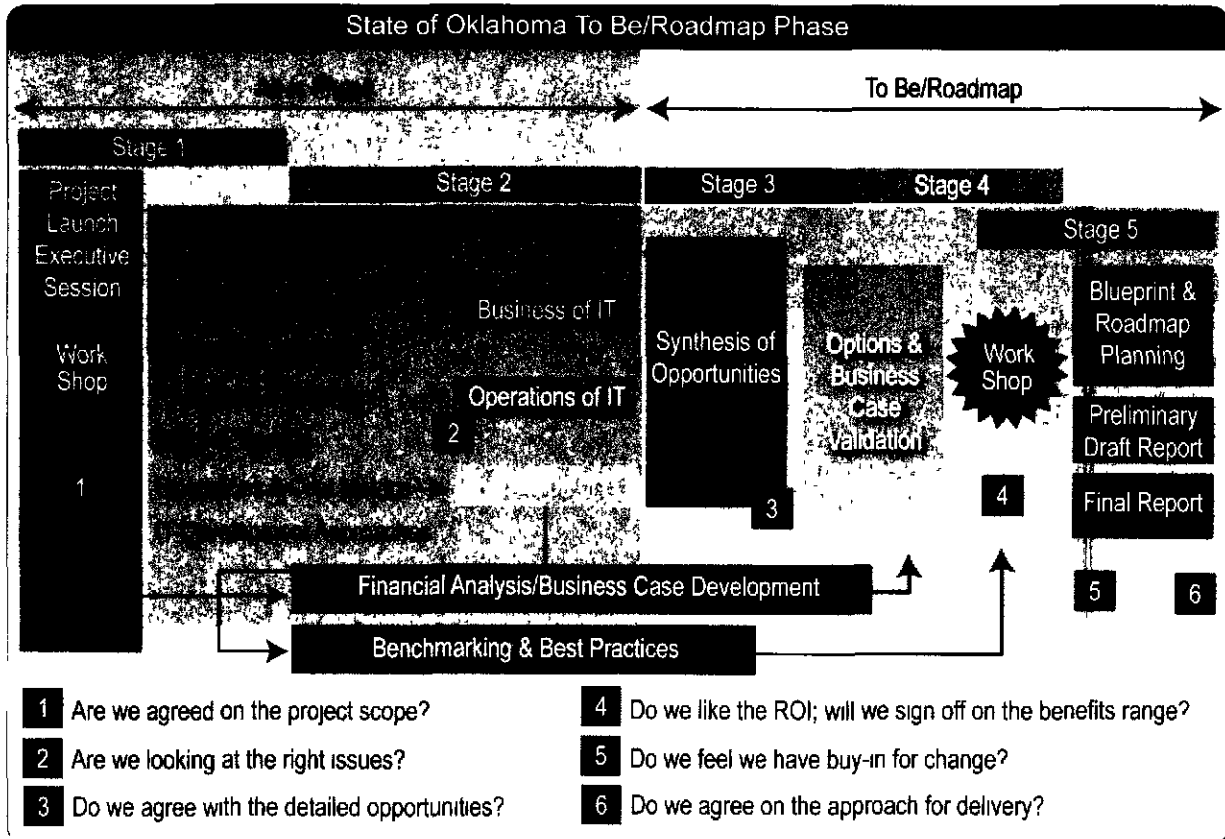 State of Oklahoma To Be/Roadmap Phase
To Be/Roadmap
Stage 1
Stage 2
Stage 3
Stage 4
Stage 5
Project
Launch
Executive
Session
Work
Shop
1
Business of IT
Operations of IT
2
Synthesis of
Opportunities
3
Options &
Business
Case
Validation
Work
Shop
4
Blueprint &
Roadmap
Planning
Preliminary
Draft Report
Final Report
5
6
Financial Analysis/Business Case Development
Benchmarking & Best Practices
1 Are we agreed on the project scope?
2 Are we looking at the right issues?
3 Do we agree with the detailed opportunities?
4 Do we like the ROI; will we sign off on the benefits range?
5 Do we feel we have buy-in for change?
6 Do we agree on the approach for delivery?